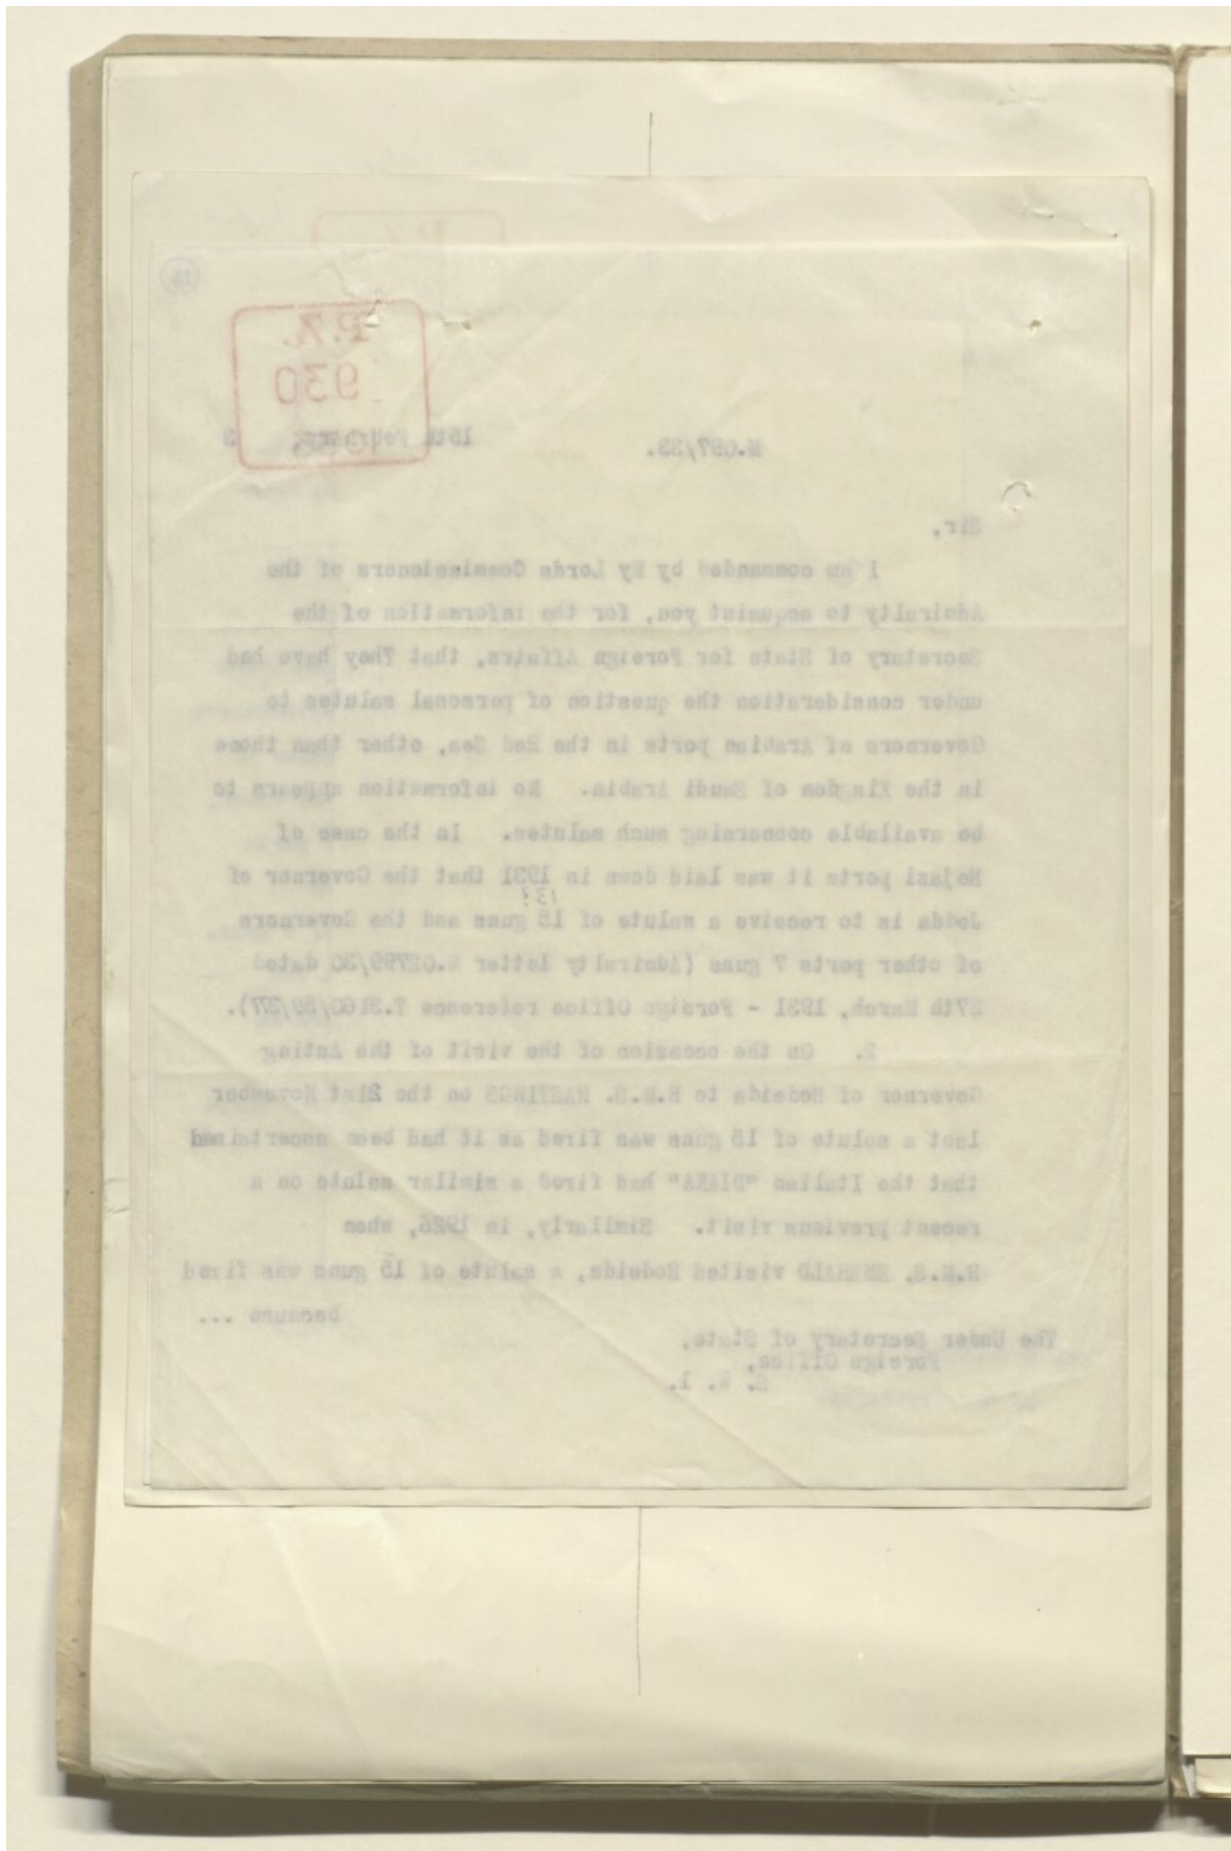 P.Z.
930
1933
M.097/33. 15th February, 3
Sir,
I am commanded by My Lords Commissioners of the
Admiralty to acquaint you, for the information of the
Secretary of State for Foreign Affairs, that They have had
under consideration the question of personal salutes to
Governors of Arabian ports in the Red Sea, other than those
in the Kingdom of Saudi Arabia. No information appears to
be available concerning such salutes. In the case of
Hejazi ports it was laid down in 1931 that the Governor of
13?
Jedda is to receive a salute of 15 guns and the Governors
of other ports 7 guns (Admiralty letter M.02799/30 dated
27th March, 1931 - Foreign Office reference T.3160/59/377).
2. On the occasion of the visit of the Acting
Governor of Hodeida to H.M.S. HASTINGS on the 21st November
last a salute of 15 guns was fired as it had been ascertained
that the Italian "DIANA" had fired a similar salute on a
recent previous visit. Similarly, in 1926, when
H.M.S. EMERALD visited Hodeida, a salute of 15 guns was fired
because ...
The Under Secretary of State,
Foreign Office,
S. W. 1.